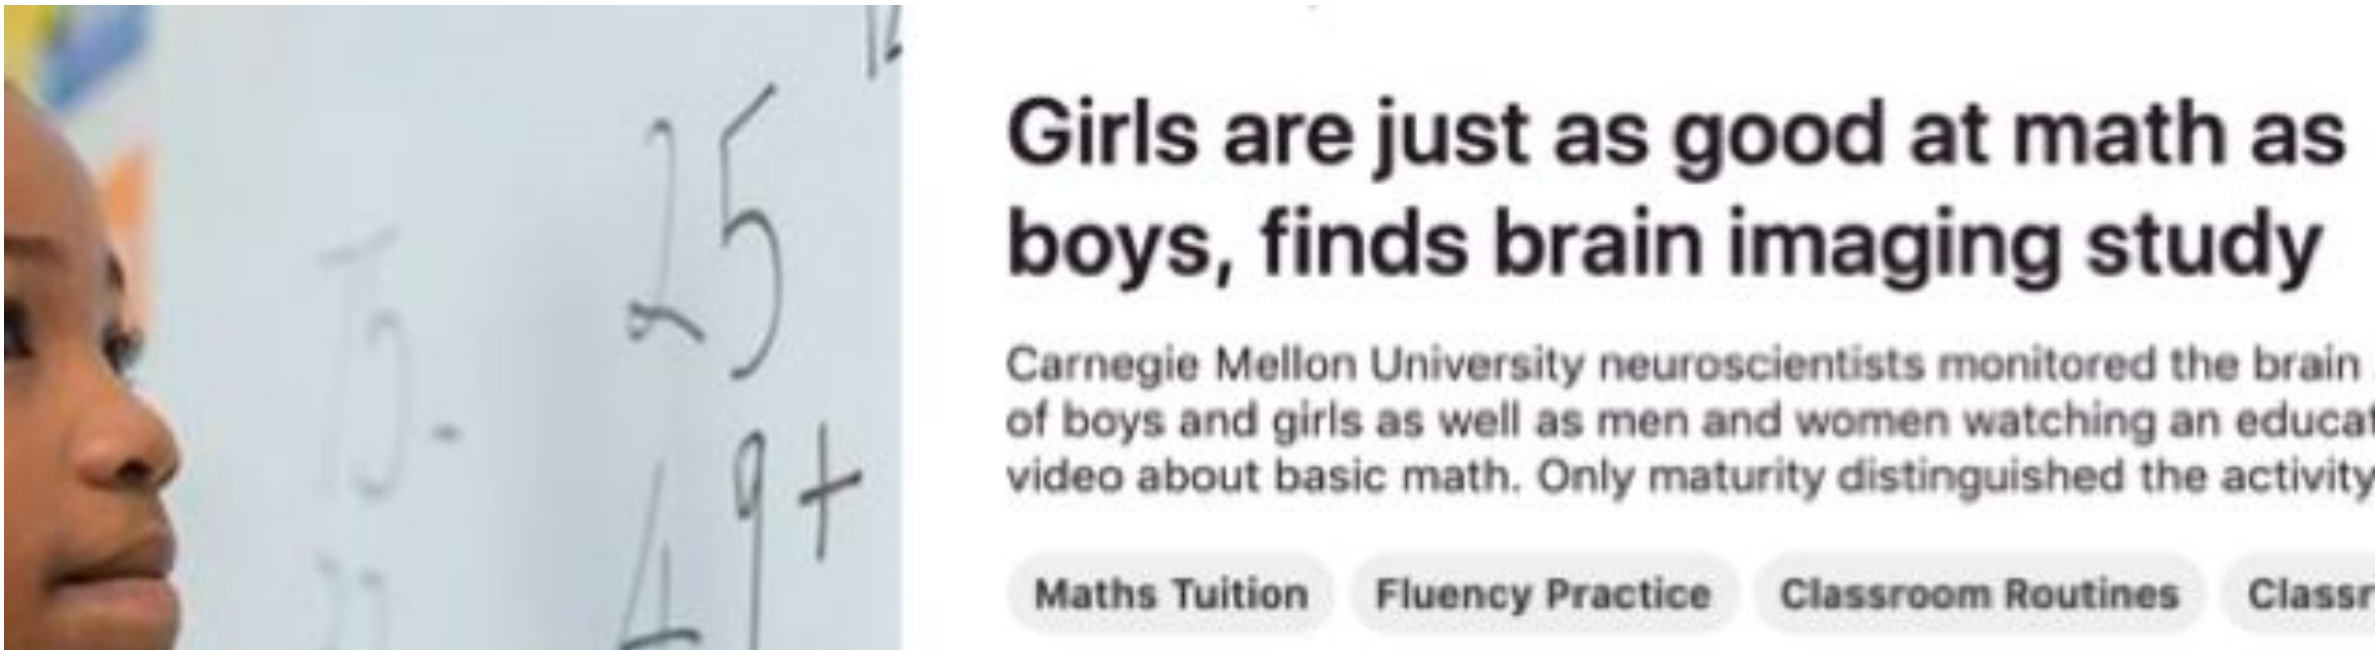 25
49+
Girls are just as good at math as
boys, finds brain imaging study
Carnegie Mellon University neuroscientists monitored the brain
of boys and girls as well as men and women watching an educat
video about basic math. Only maturity distinguished the activity
Maths Tuition Fluency Practice Classroom Routines Classr